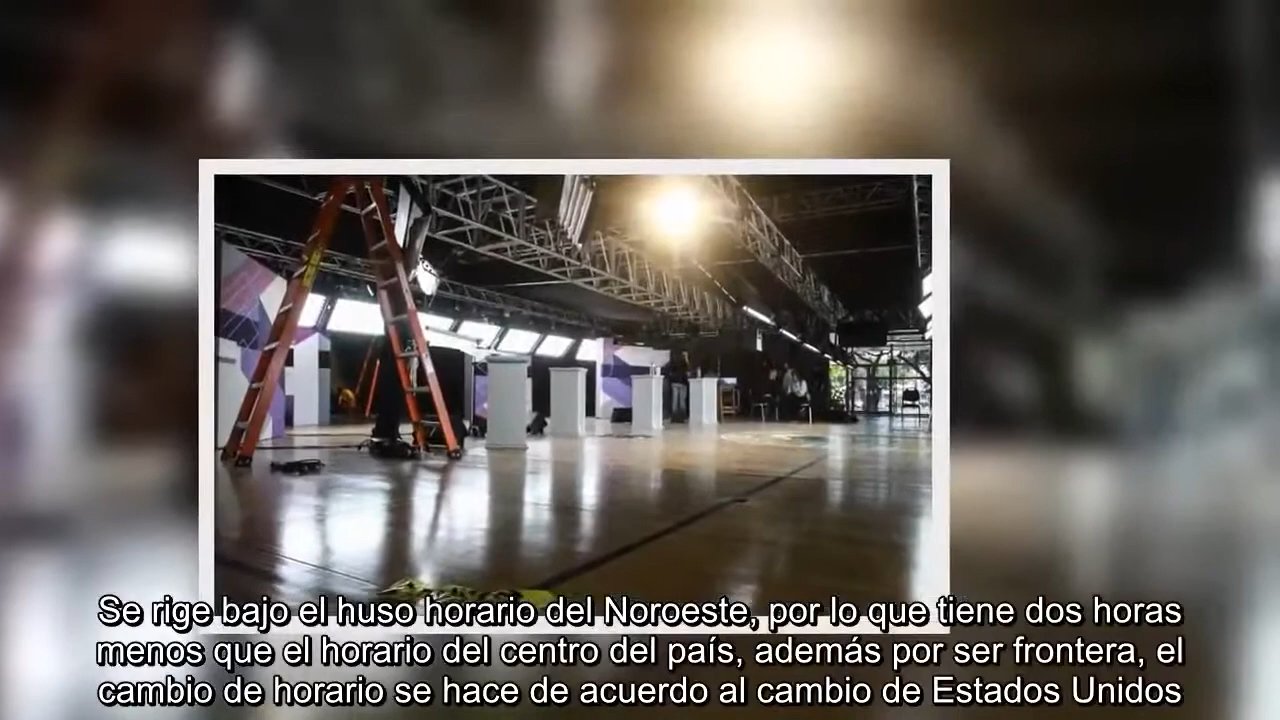 Se rige bajo el huso horario del Noroeste, por lo que tiene dos horas
menos que el horario del centro del país, además por ser frontera, el
cambio de horario se hace de acuerdo al cambio de Estados Unidos